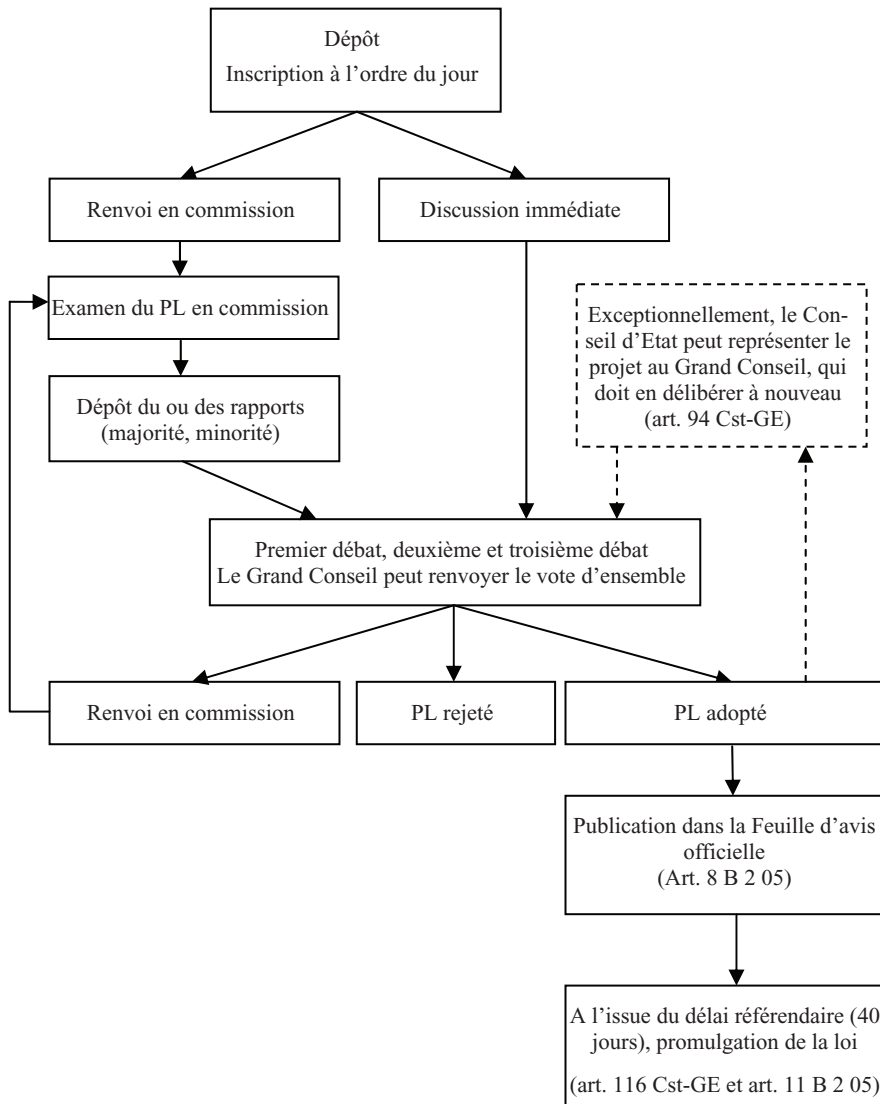 Dépôt
Inscription à l’ordre du jour
Renvoi en commission
Discussion immédiate
Examen du PL en commission
Exceptionnellement, le Con-
seil d’Etat peut représenter le
projet au Grand Conseil, qui
doit en délibérer à nouveau
(art. 94 Cst-GE)
Dépôt du ou des rapports
(majorité, minorité)
Premier débat, deuxième et troisième débat
Le Grand Conseil peut renvoyer le vote d’ensemble
Renvoi en commission
PL rejeté
PL adopté
Publication dans la Feuille d’avis
officielle
(Art. 8 B 2 05)
A l’issue du délai référendaire (40
jours), promulgation de la loi
(art. 116 Cst-GE et art. 11 B 2 05)